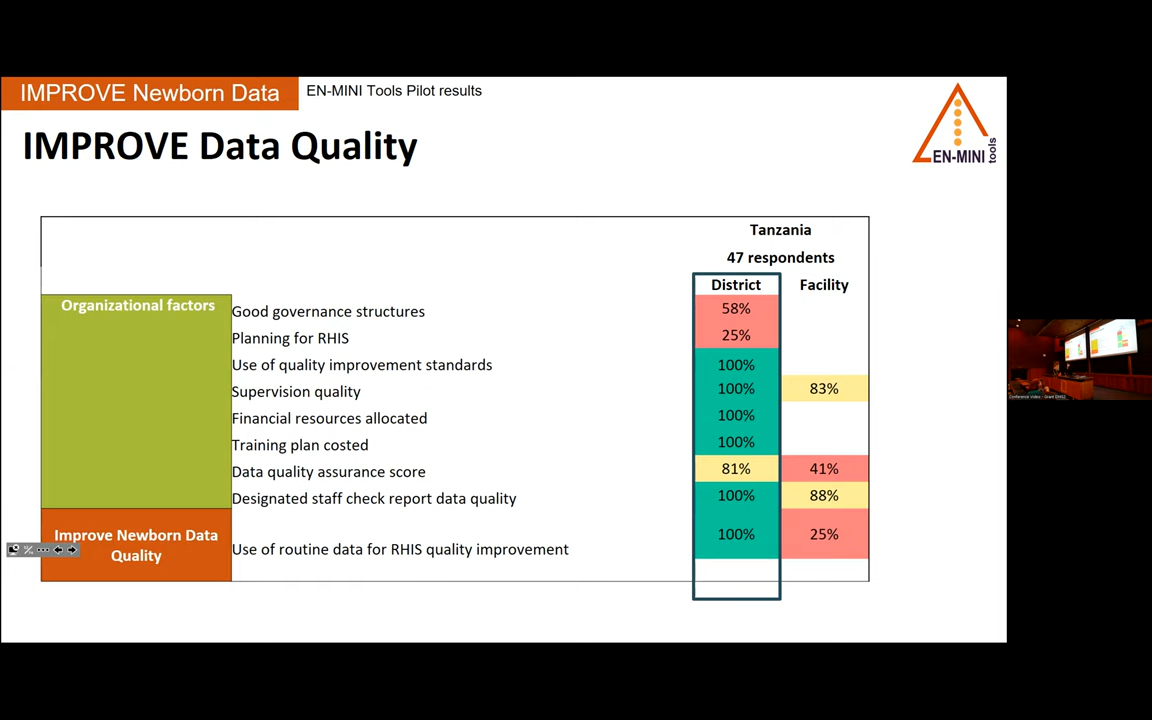 IMPROVE Newborn Data
EN-MINI Tools Pilot results
IMPROVE Data Quality
EN-MINI tools
Tanzania
47 respondents
District Facility
Organizational factors
Good governance structures 58%
Planning for RHIS 25%
Use of quality improvement standards 100%
Supervision quality 100% 83%
Financial resources allocated 100%
Training plan costed 100%
Data quality assurance score 81% 41%
Designated staff check report data quality 100% 88%
Improve Newborn Data
Quality
Use of routine data for RHIS quality improvement 100% 25%